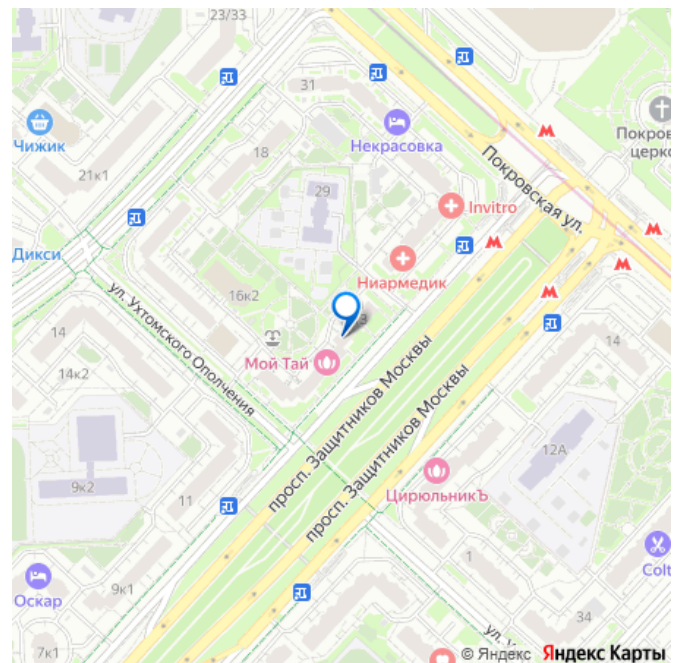 23/33
31
Чижик
Некрасовка
Покров
церко
18
21к1
Покровская ул.
29
Invitro
Дикси
Ниармедик
16к2
3
ул. Ухтомского Ополчения
14
Мой Тай
14
14к2
просп. Защитников Москвы
просп. Защитников Москвы
12А
9к2
ЦирюльникЪ
11
1
Colt
9к1
Оскар
34
7к1
ул. У
© Яндекс Яндекс Карты